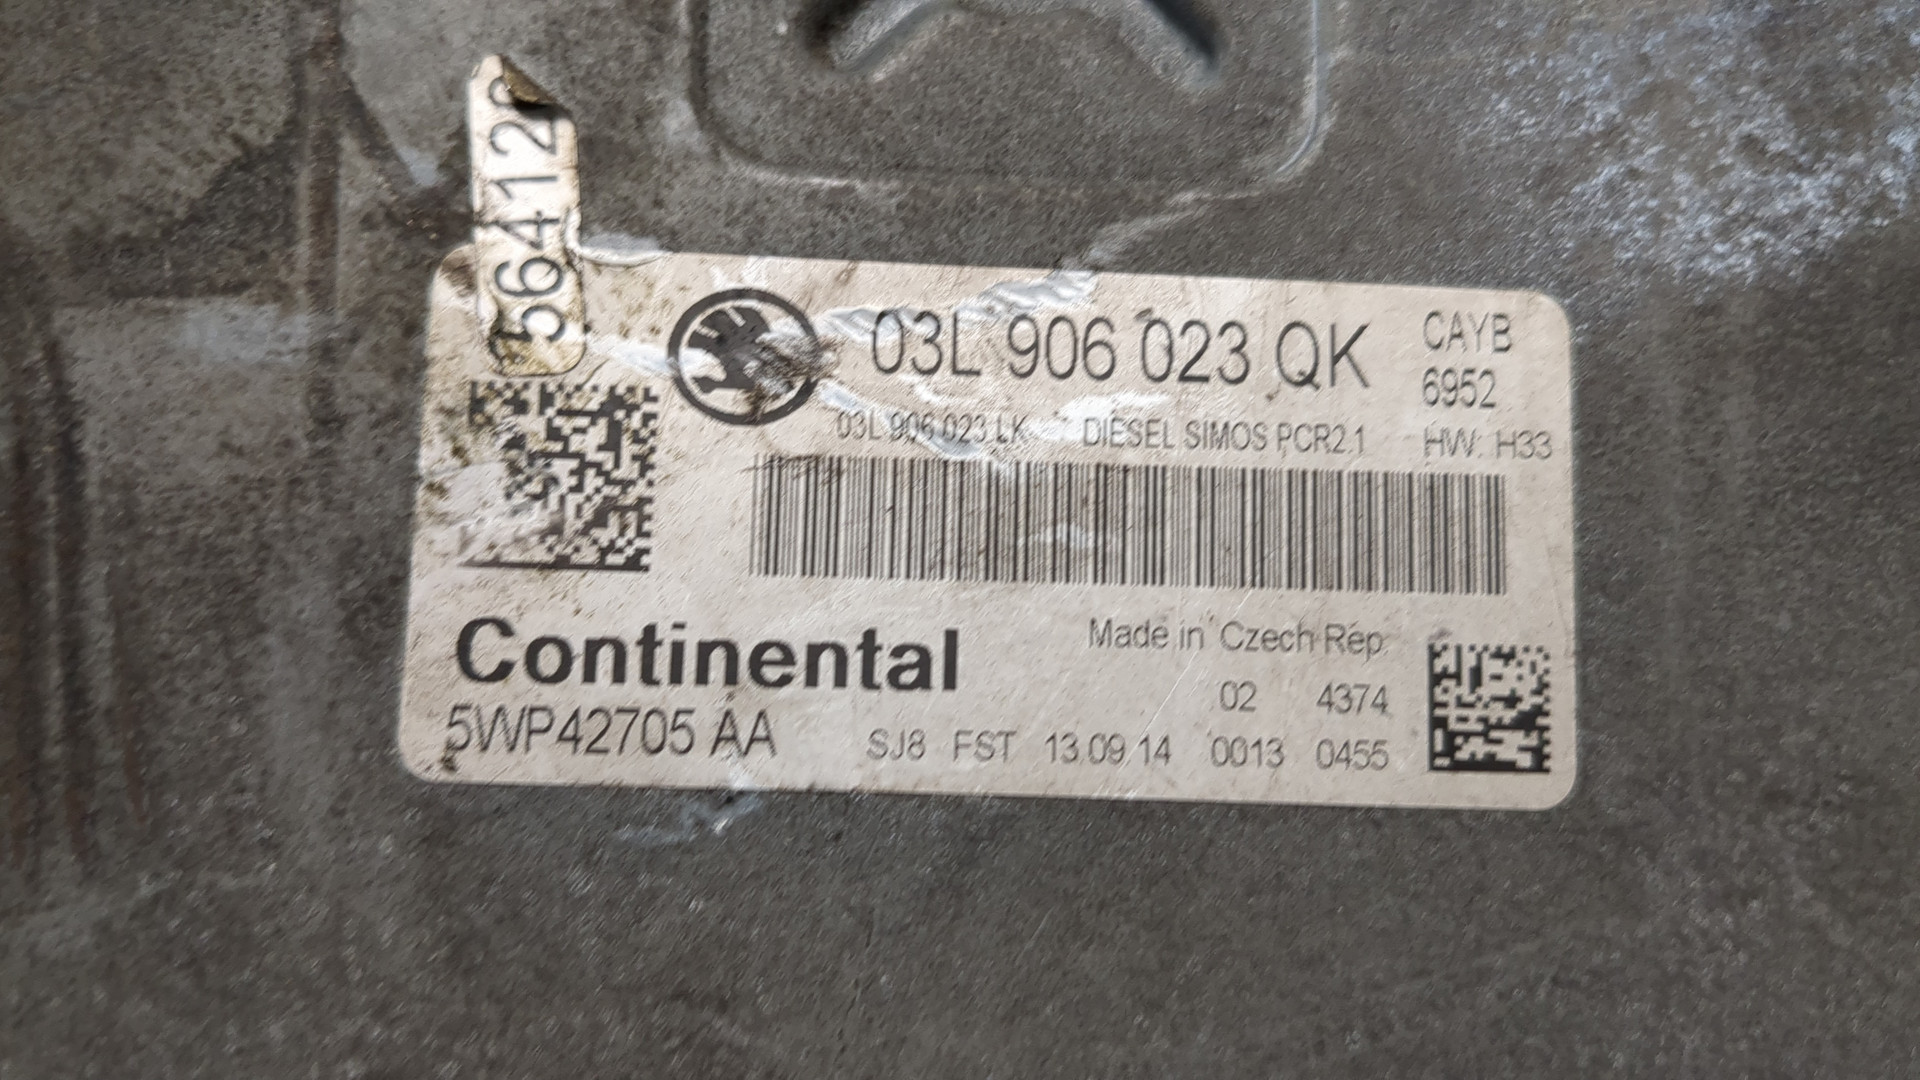 564120
03L 906 023 QK CAYB
6952
03L 906 023 LK DIESEL SIMOS PCR2.1 HW: H33
Continental
Made in Czech Rep.
02 4374
5WP42705 AA SJ8 FST 13.09.14 0013 0455